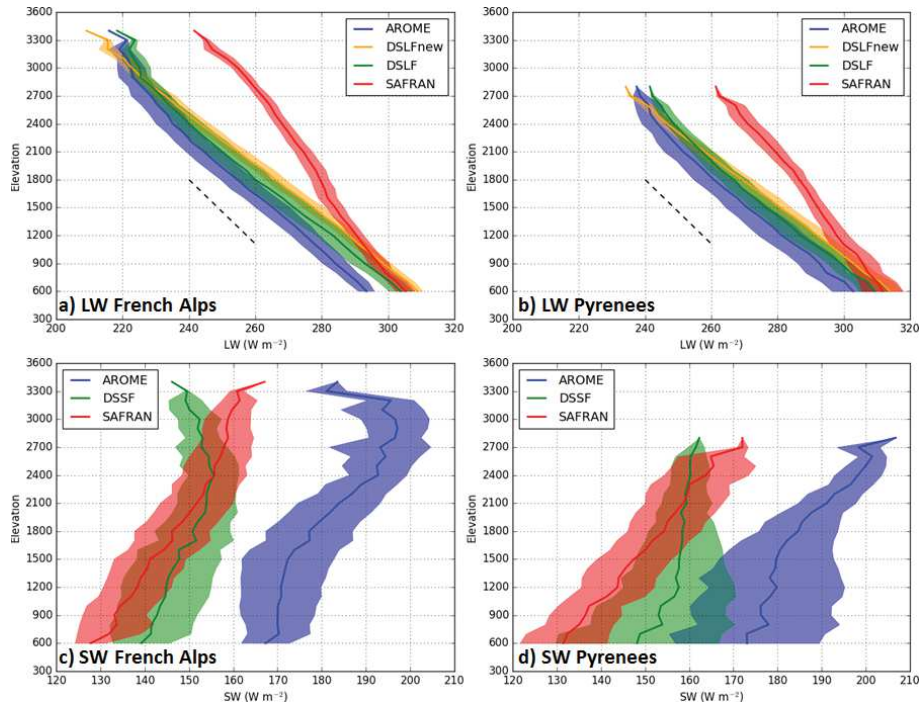 3600
3300
3000
2700
2400
2100
1800
1500
1200
900
600
300
Elevation
AROME
DSLFnew
DSLF
SAFRAN
a) LW French Alps
200 220 240 260 280 300 320
LW (W m⁻²)
3600
3300
3000
2700
2400
2100
1800
1500
1200
900
600
300
Elevation
AROME
DSLFnew
DSLF
SAFRAN
b) LW Pyrenees
200 220 240 260 280 300 320
LW (W m⁻²)
3600
3300
3000
2700
2400
2100
1800
1500
1200
900
600
300
Elevation
AROME
DSSF
SAFRAN
c) SW French Alps
120 130 140 150 160 170 180 190 200 210
SW (W m⁻²)
3600
3300
3000
2700
2400
2100
1800
1500
1200
900
600
300
Elevation
AROME
DSSF
SAFRAN
d) SW Pyrenees
120 130 140 150 160 170 180 190 200 210
SW (W m⁻²)